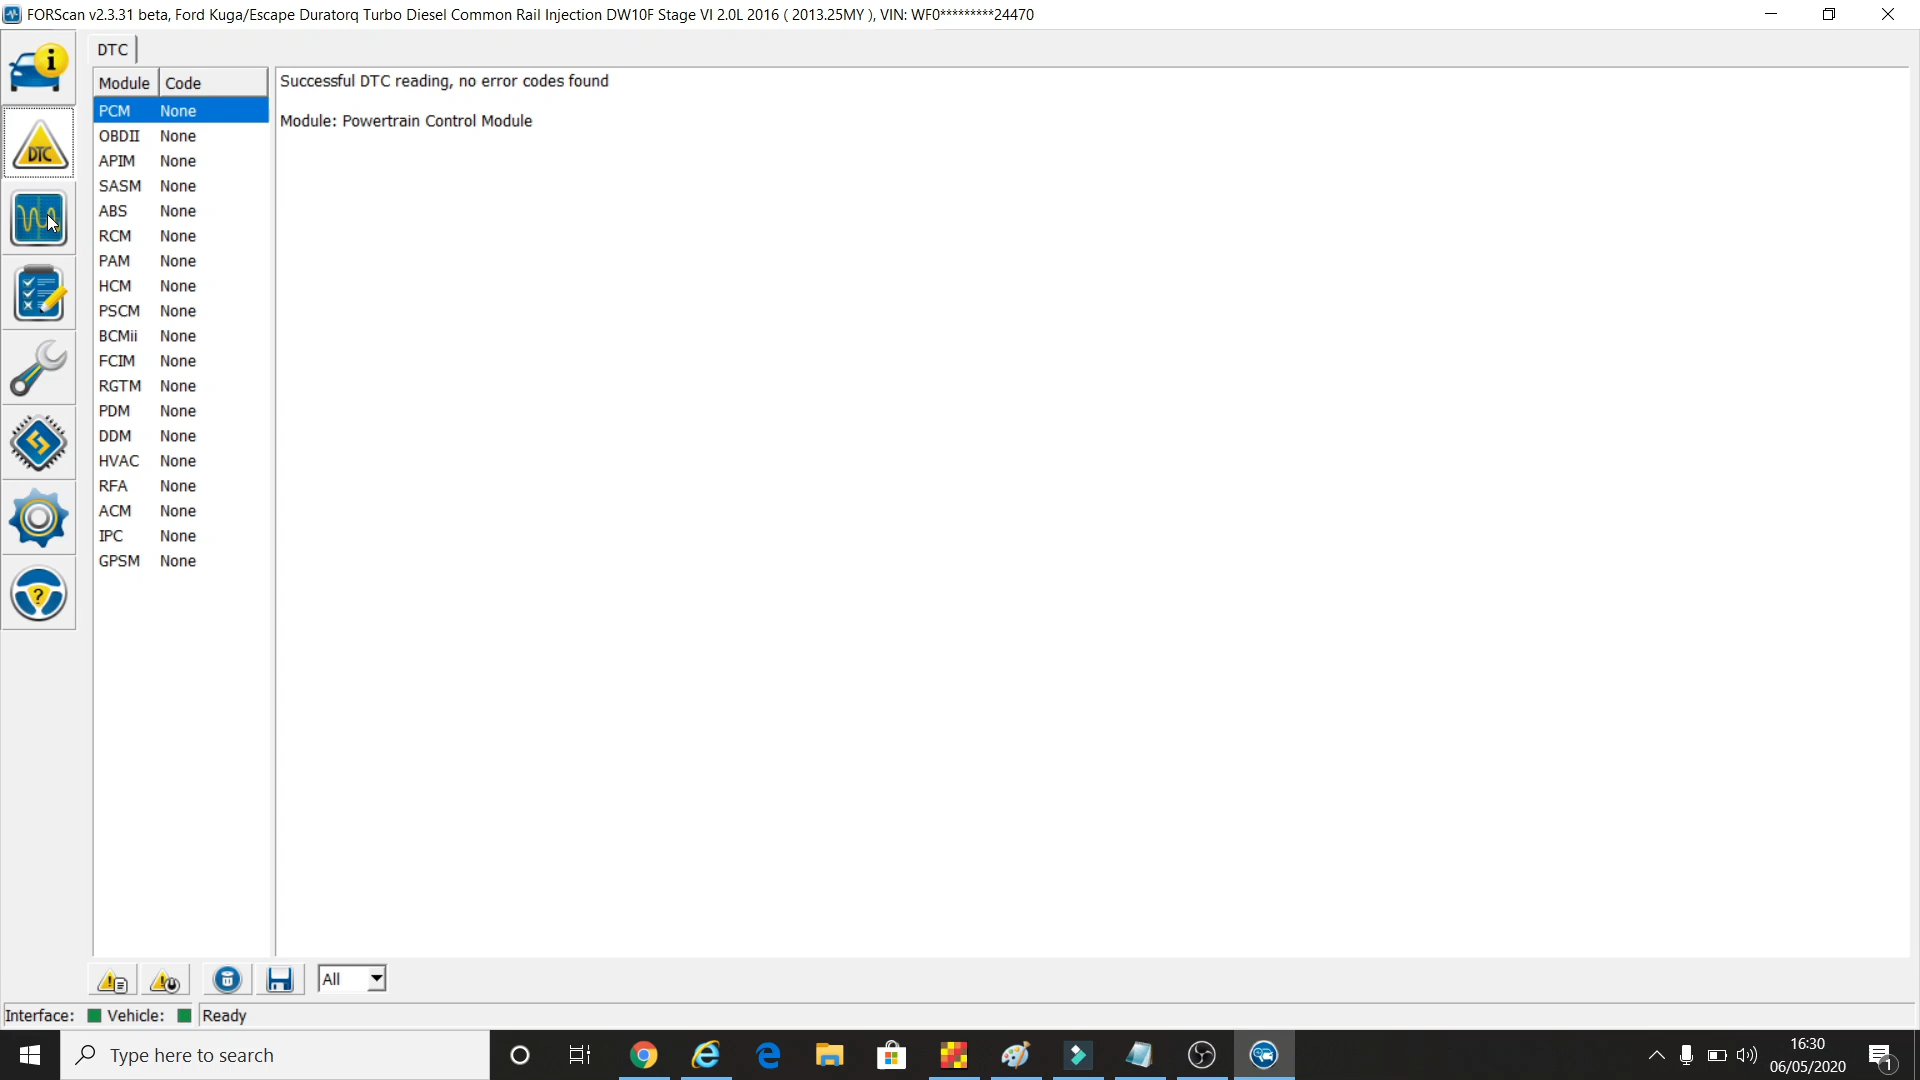 FORScan v2.3.31 beta, Ford Kuga/Escape Duratorq Turbo Diesel Common Rail Injection DW10F Stage VI 2.0L 2016 ( 2013.25MY ), VIN: WF0*********24470
DTC
Module Code
PCM None
OBDII None
APIM None
SASM None
ABS None
RCM None
PAM None
HCM None
PSCM None
BCMii None
FCIM None
RGTM None
PDM None
DDM None
HVAC None
RFA None
ACM None
IPC None
GPSM None
Successful DTC reading, no error codes found
Module: Powertrain Control Module
i
DTC
?
All
Interface: Vehicle: Ready
Type here to search
16:30
06/05/2020
1